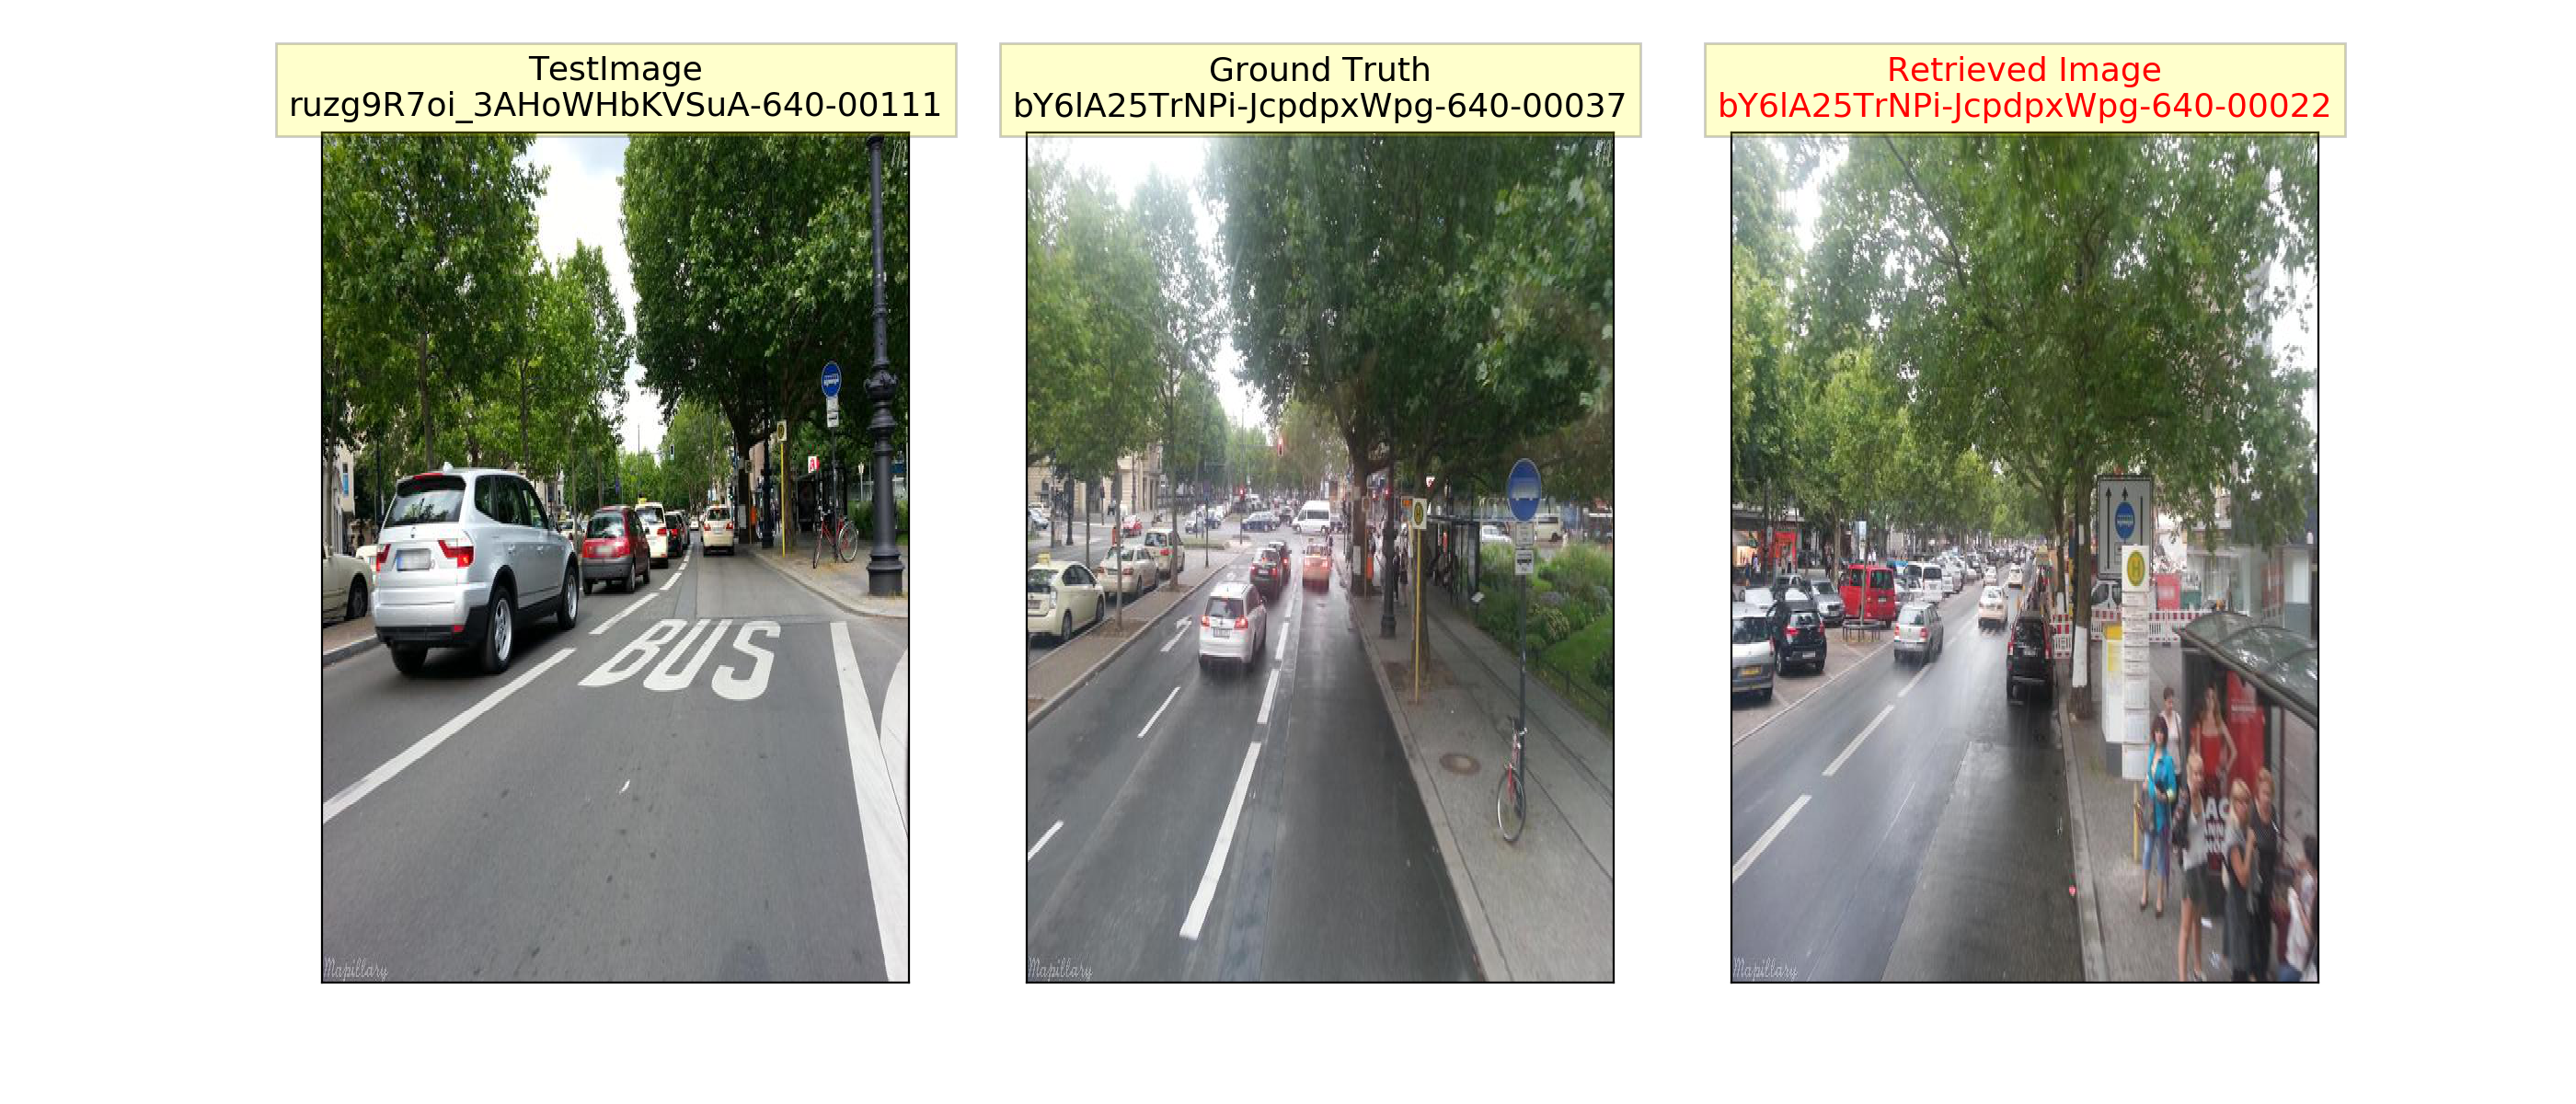 TestImage
ruzg9R7oi_3AHoWHbKVSuA-640-00111
Ground Truth
bY6lA25TrNPi-JcpdpxWpg-640-00037
Retrieved Image
bY6lA25TrNPi-JcpdpxWpg-640-00022
BUS
H
H
Mapillary
Mapillary
Mapillary